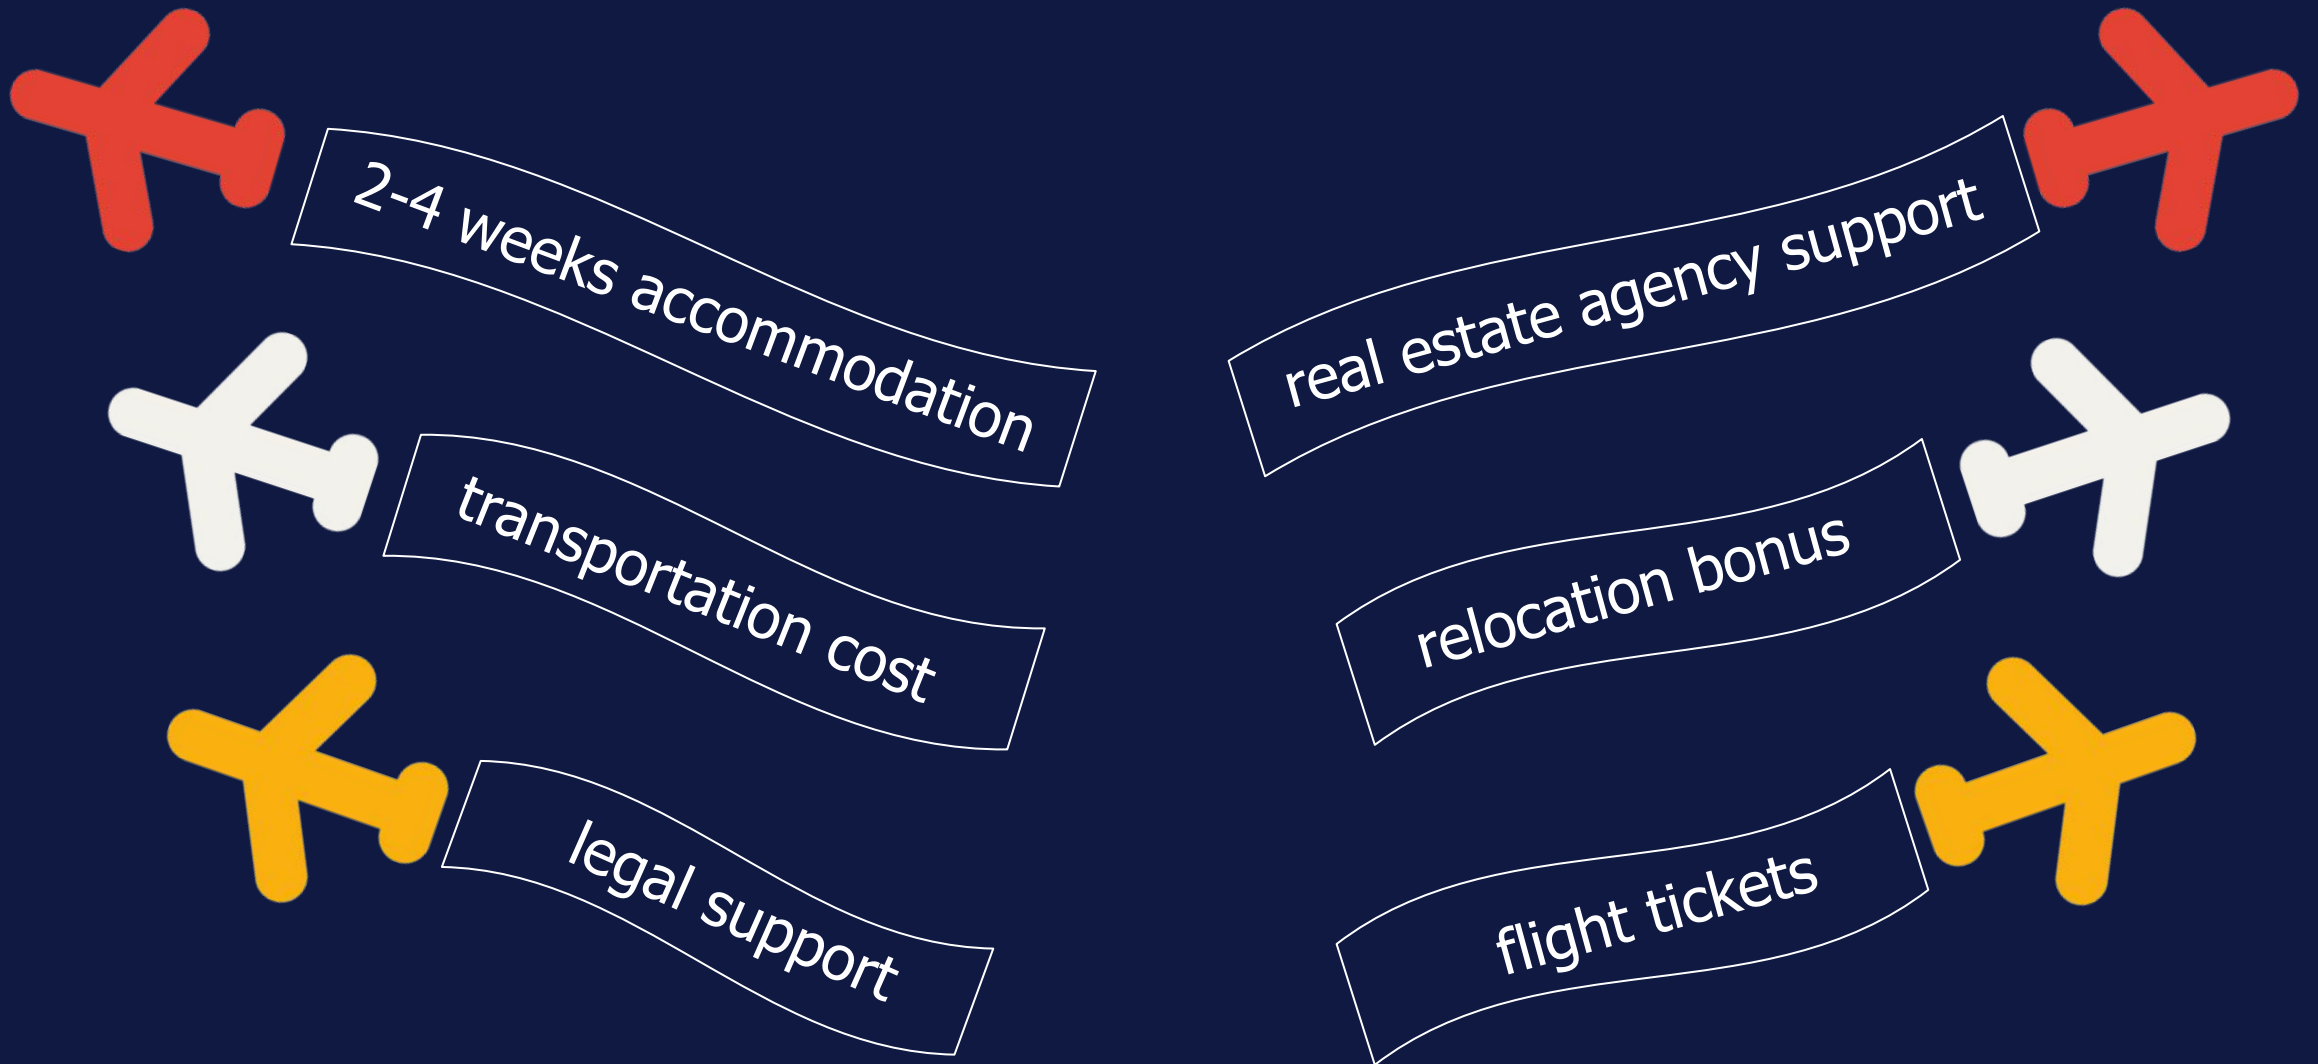 2-4 weeks accommodation
transportation cost
legal support
real estate agency support
relocation bonus
flight tickets